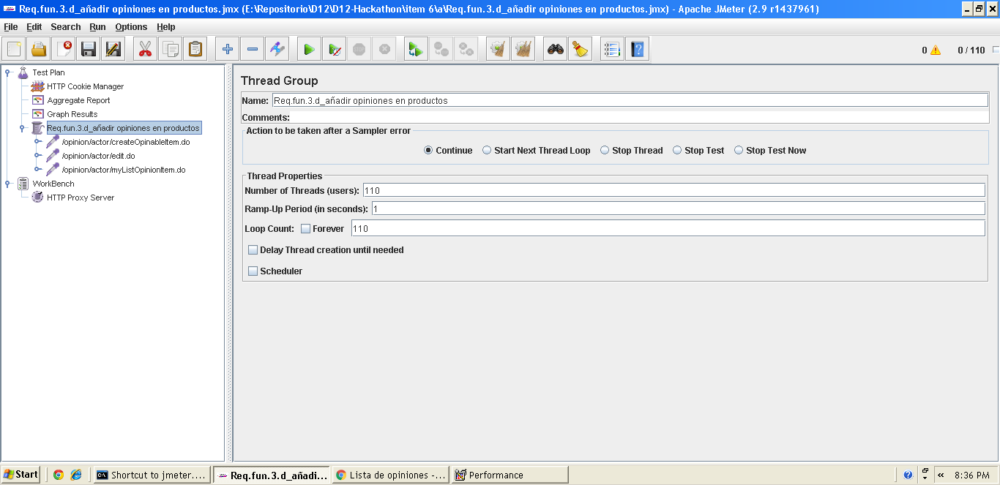 Req.fun.3.d_añadir opiniones en productos.jmx (E:\Repositorio\D12\D12-Hackathon\item 6\a\Req.fun.3.d_añadir opiniones en productos.jmx) - Apache JMeter (2.9 r1437961)
File Edit Search Run Options Help
0 0 / 110
Test Plan
HTTP Cookie Manager
Aggregate Report
Graph Results
Req.fun.3.d_añadir opiniones en productos
/opinion/actor/createOpinableItem.do
/opinion/actor/edit.do
/opinion/actor/myListOpinionItem.do
WorkBench
HTTP Proxy Server
Thread Group
Name: Req.fun.3.d_añadir opiniones en productos
Comments:
Action to be taken after a Sampler error
Continue Start Next Thread Loop Stop Thread Stop Test Stop Test Now
Thread Properties
Number of Threads (users): 110
Ramp-Up Period (in seconds): 1
Loop Count: Forever 110
Delay Thread creation until needed
Scheduler
Start Shortcut to jmeter.... Req.fun.3.d_añadi... Lista de opiniones -... Performance « 8:36 PM